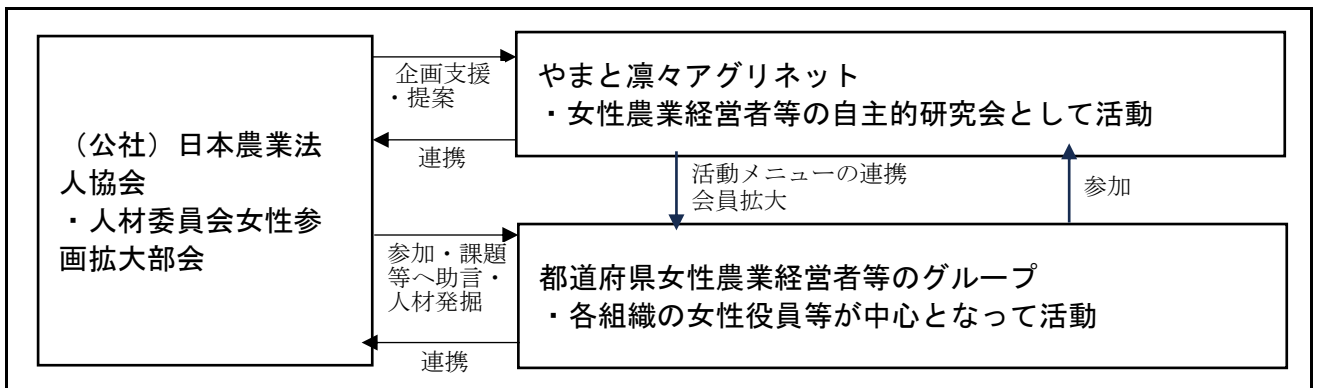 （公社）日本農業法
人協会
・人材委員会女性参
画拡大部会
企画支援
・提案
連携
やまと凛々アグリネット
・女性農業経営者等の自主的研究会として活動
活動メニューの連携
会員拡大
参加
参加・課題
等へ助言・
人材発掘
連携
都道府県女性農業経営者等のグループ
・各組織の女性役員等が中心となって活動